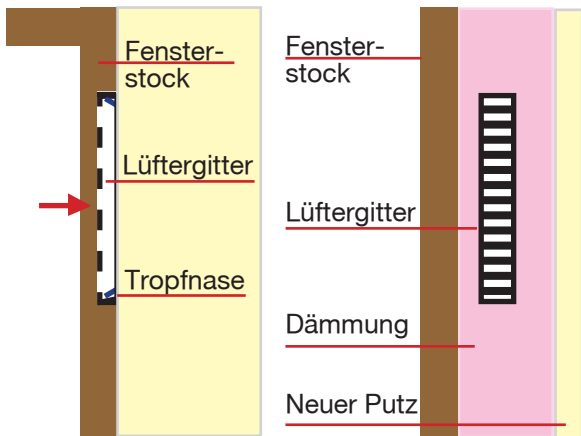 Fenster-
stock
Lüftergitter
Tropfnase
Fenster-
stock
Lüftergitter
Dämmung
Neuer Putz